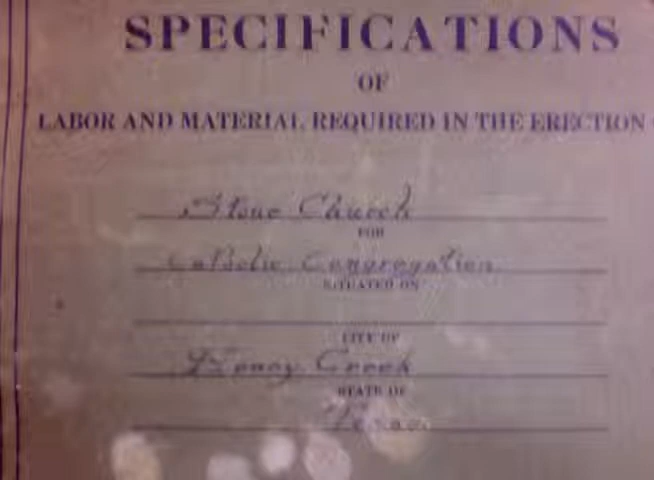 SPECIFICATIONS
OF
LABOR AND MATERIAL REQUIRED IN THE ERECTION
Stone Church
FOR
Catholic Congregation
SITUATED ON
CITY OF
Honey Creek
STATE OF
Texas